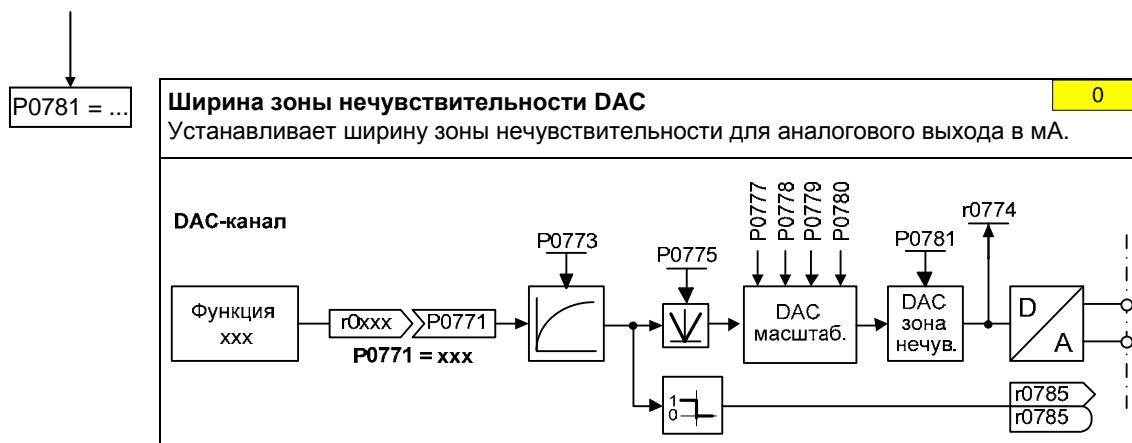 P0781 = ...
Ширина зоны нечувствительности DAC
0
Устанавливает ширину зоны нечувствительности для аналогового выхода в мА.
DAC-канал
P0773
P0775
P0777
P0778
P0779
P0780
P0781
r0774
Функция
xxx
r0xxx
P0771
P0771 = xxx
DAC
масштаб.
DAC
зона
нечув.
D
A
1
0
r0785
r0785